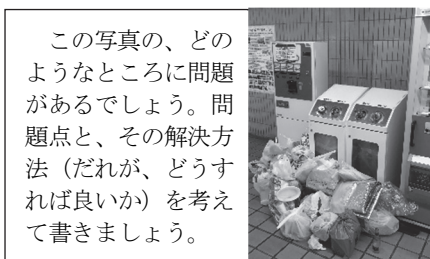 この写真の、どの
ようなところに問題
があるでしょう。問
題点と、その解決方
法（だれが、どうす
れば良いか）を考え
て書きましょう。